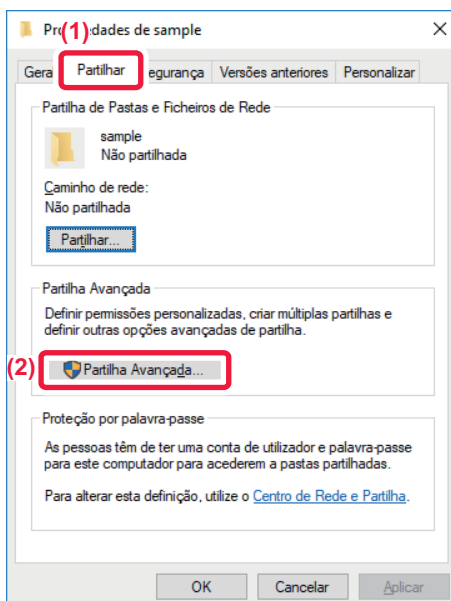 (1)
Propriedades de sample
Geral Partilhar Segurança Versões anteriores Personalizar
Partilha de Pastas e Ficheiros de Rede
sample
Não partilhada
Caminho de rede:
Não partilhada
Partilhar...
Partilha Avançada
Definir permissões personalizadas, criar múltiplas partilhas e
definir outras opções avançadas de partilha.
(2)
Partilha Avançada...
Proteção por palavra-passe
As pessoas têm de ter uma conta de utilizador e palavra-passe
para este computador para acederem a pastas partilhadas.
Para alterar esta definição, utilize o Centro de Rede e Partilha.
OK Cancelar Aplicar